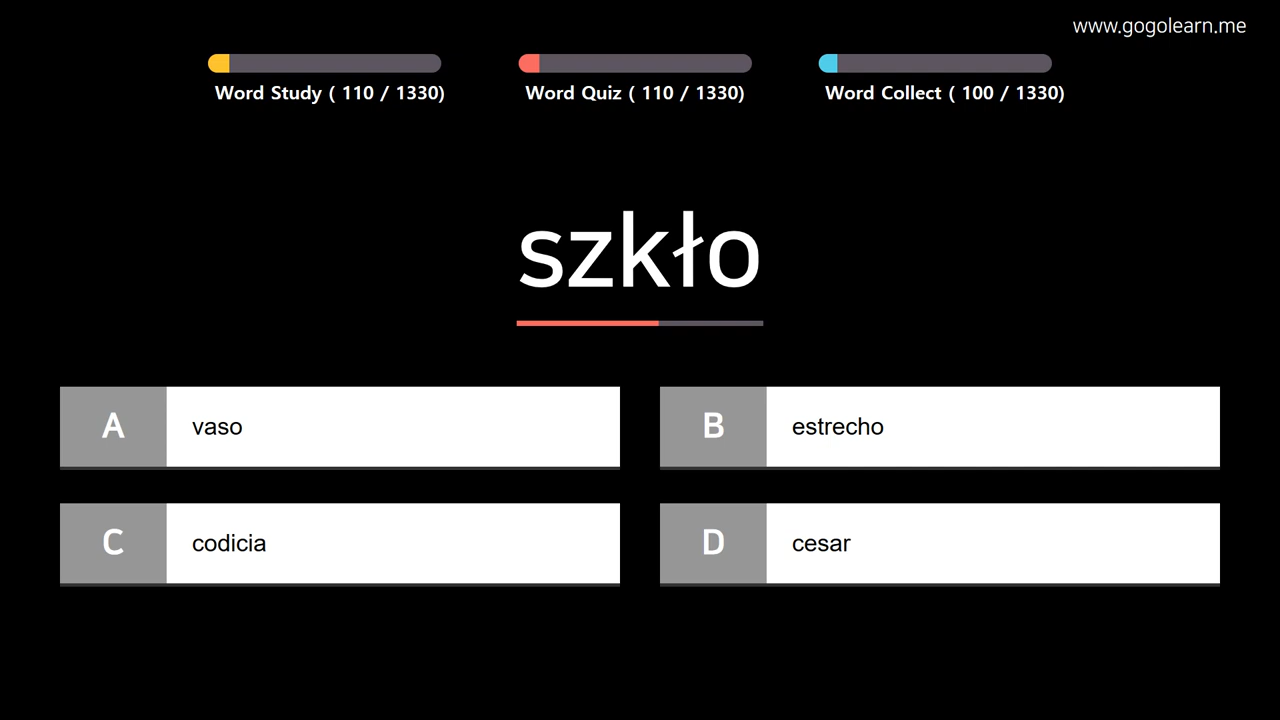 www.gogolearn.me
Word Study ( 110 / 1330)
Word Quiz ( 110 / 1330)
Word Collect ( 100 / 1330)
szkło
A vaso
B estrecho
C codicia
D cesar